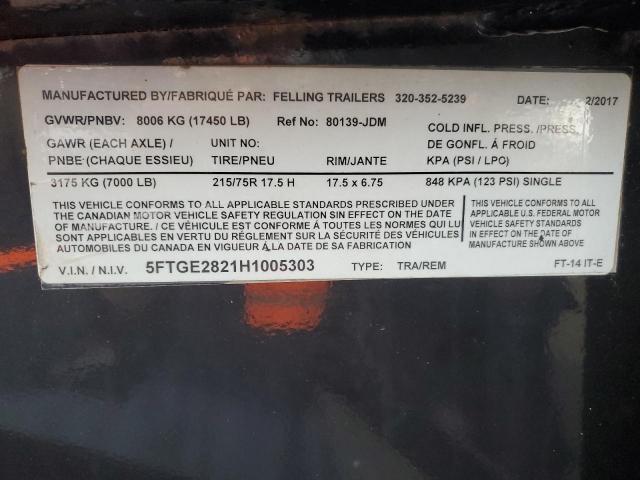 MANUFACTURED BY/FABRIQUÉ PAR: FELLING TRAILERS 320-352-5239 DATE: 2/2017
GVWR/PNBV: 8006 KG (17450 LB) Ref No: 80139-JDM
COLD INFL. PRESS./PRESS.
GAWR (EACH AXLE) / UNIT NO: DE GONFL. À FROID
PNBE (CHAQUE ESSIEU) TIRE/PNEU RIM/JANTE KPA (PSI / LPO)
3175 KG (7000 LB) 215/75R 17.5 H 17.5 x 6.75 848 KPA (123 PSI) SINGLE
THIS VEHICLE CONFORMS TO ALL APPLICABLE STANDARDS PRESCRIBED UNDER
THE CANADIAN MOTOR VEHICLE SAFETY REGULATION SIN EFFECT ON THE DATE
OF MANUFACTURE. / CE VÉHICULE EST CONFORME À TOUTES LES NORMES QUI LUI
SONT APPLICABLES EN VERTU DU RÈGLEMENT SUR LA SÉCURITÉ DES VÉHICULES
AUTOMOBILES DU CANADA EN VIGUEUR À LA DATE DE SA FABRICATION
THIS VEHICLE CONFORMS TO ALL
APPLICABLE U.S. FEDERAL MOTOR
VEHICLE SAFETY STANDARDS
IN EFFECT ON THE DATE OF
MANUFACTURE SHOWN ABOVE
V.I.N. / N.I.V. 5FTGE2821H1005303 TYPE: TRA/REM FT-14 IT-E